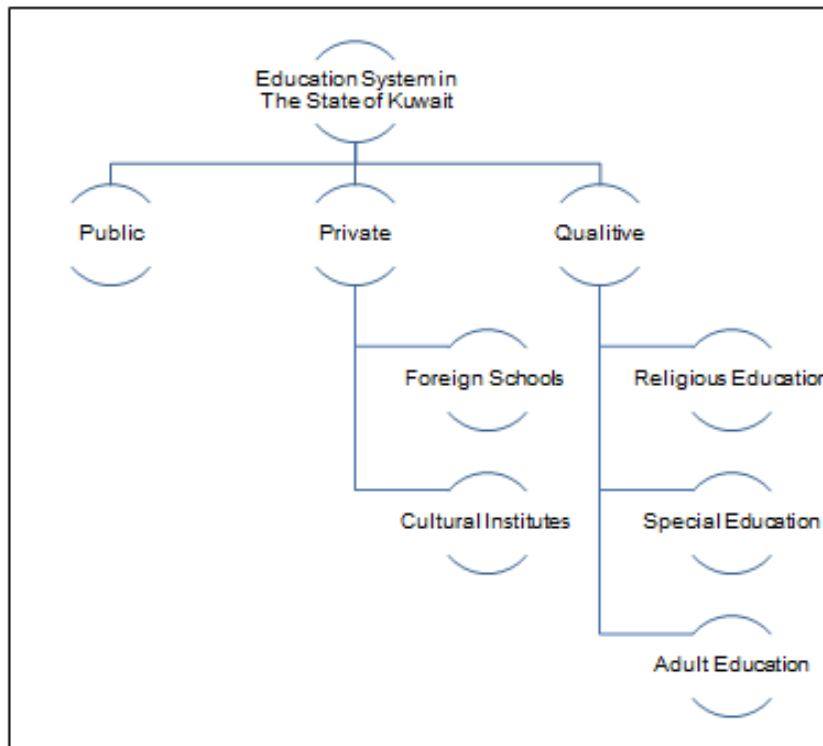 Education System in
The State of Kuwait
Public
Private
Qualitive
Foreign Schools
Religious Education
Cultural Institutes
Special Education
Adult Education